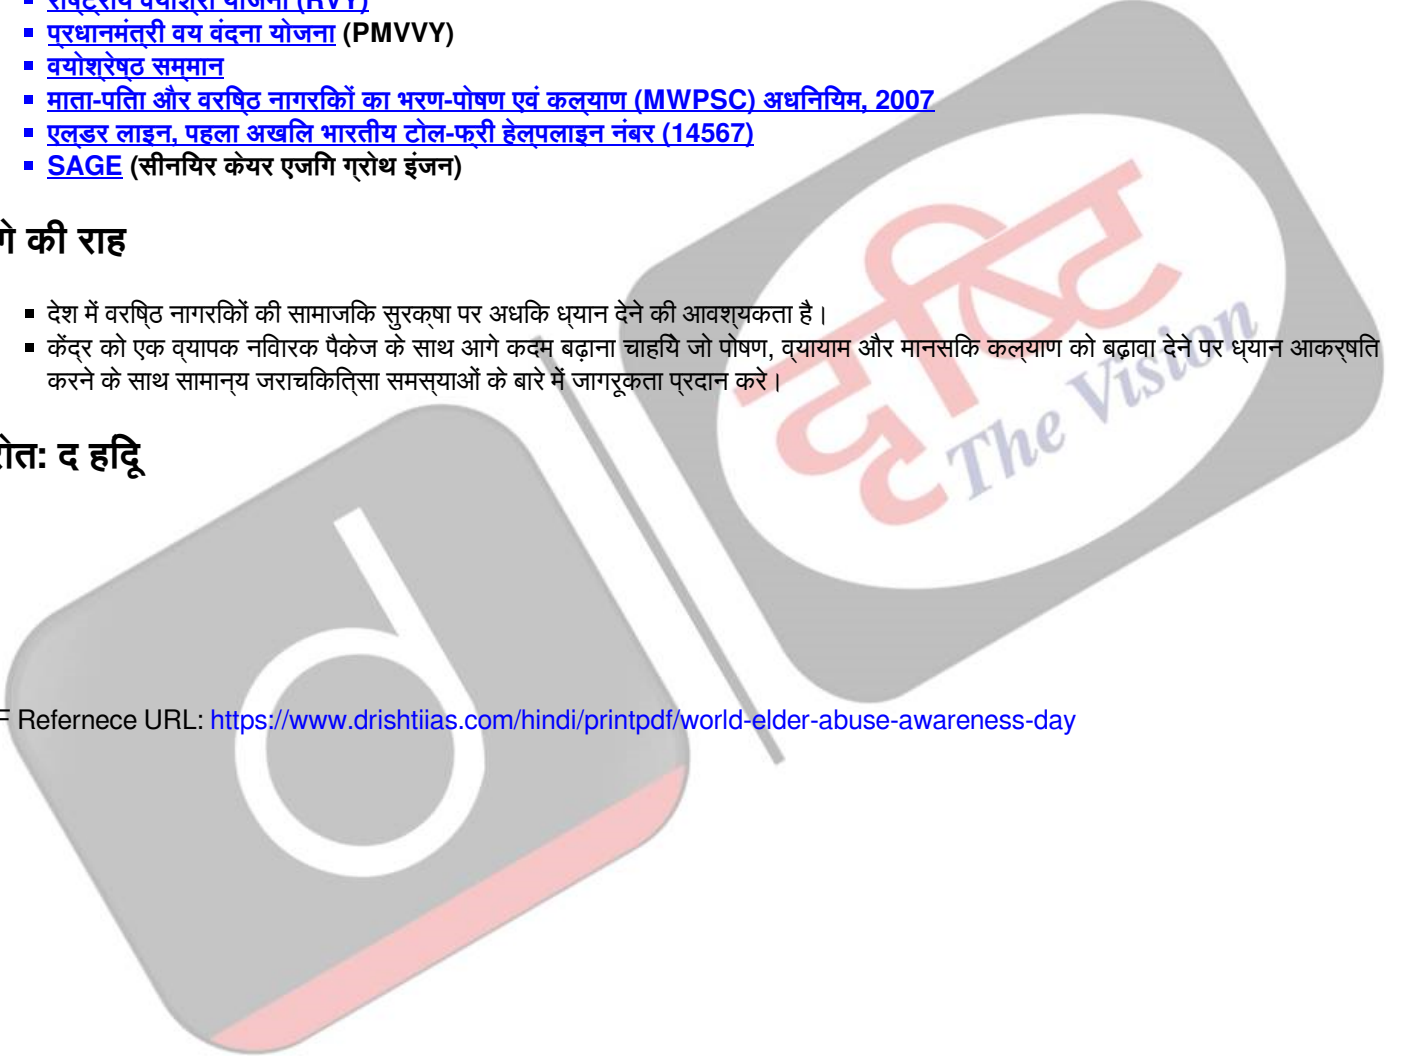 राष्ट्रीय वयोश्री योजना (RVY)
प्रधानमंत्री वय वंदना योजना (PMVVY)
वयोश्रेष्ठ सम्मान
माता-पिता और वरिष्ठ नागरिकों का भरण-पोषण एवं कल्याण (MWPSC) अधिनियम, 2007
एल्डर लाइन, पहला अखिल भारतीय टोल-फ्री हेल्पलाइन नंबर (14567)
SAGE (सीनियर केयर एजिंग ग्रोथ इंजन)
गे की राह
देश में वरिष्ठ नागरिकों की सामाजिक सुरक्षा पर अधिक ध्यान देने की आवश्यकता है।
केंद्र को एक व्यापक निवारक पैकेज के साथ आगे कदम बढ़ाना चाहिये जो पोषण, व्यायाम और मानसिक कल्याण को बढ़ावा देने पर ध्यान आकर्षित
करने के साथ सामान्य जराचिकित्सा समस्याओं के बारे में जागरूकता प्रदान करे।
रोत: द हिंदू
F Refernece URL: https://www.drishtiias.com/hindi/printpdf/world-elder-abuse-awareness-day
d
दृष्टि
The Vision